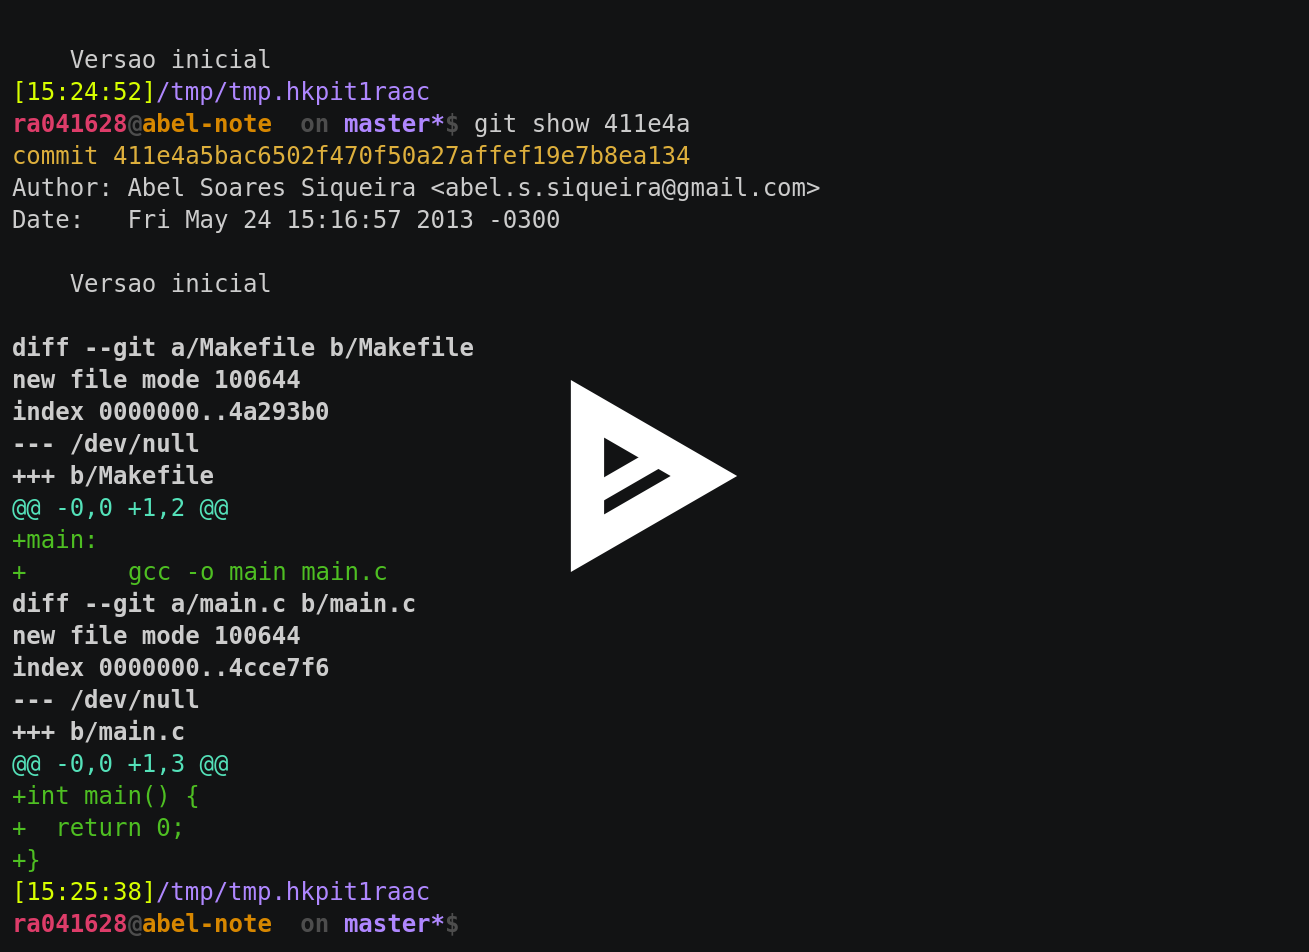 Versao inicial
[15:24:52]/tmp/tmp.hkpit1raac
ra041628@abel-note  on master*$ git show 411e4a
commit 411e4a5bac6502f470f50a27affef19e7b8ea134
Author: Abel Soares Siqueira <abel.s.siqueira@gmail.com>
Date:   Fri May 24 15:16:57 2013 -0300

    Versao inicial

diff --git a/Makefile b/Makefile
new file mode 100644
index 0000000..4a293b0
--- /dev/null
+++ b/Makefile
@@ -0,0 +1,2 @@
+main:
+       gcc -o main main.c
diff --git a/main.c b/main.c
new file mode 100644
index 0000000..4cce7f6
--- /dev/null
+++ b/main.c
@@ -0,0 +1,3 @@
+int main() {
+  return 0;
+}
[15:25:38]/tmp/tmp.hkpit1raac
ra041628@abel-note  on master*$